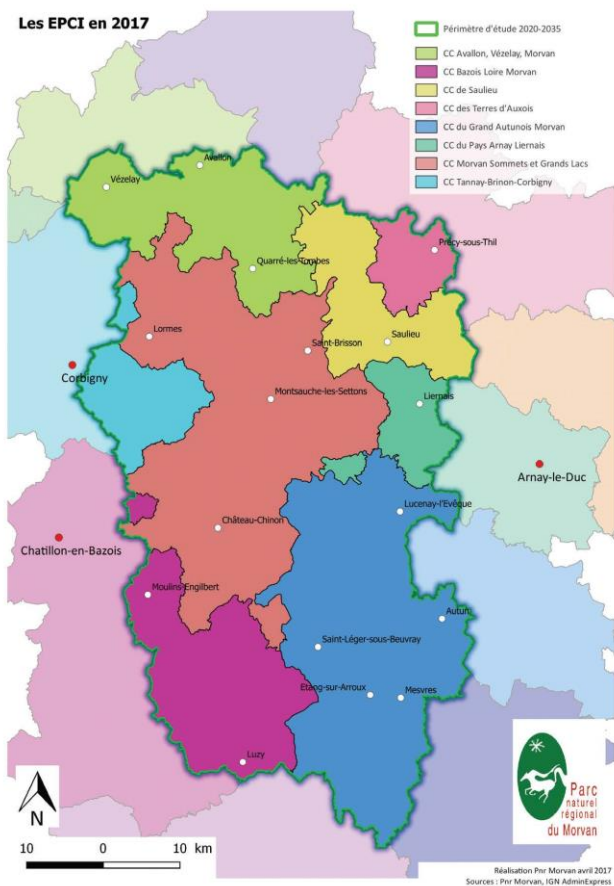 Les EPCI en 2017
Périmètre d'étude 2020-2035
CC Avallon, Vézelay, Morvan
CC Bazois Loire Morvan
CC de Saulieu
CC des Terres d'Auxois
CC du Grand Autunois Morvan
CC du Pays Arnay Liernais
CC Morvan Sommets et Grands Lacs
CC Tannay-Brinon-Corbigny
Avallon
Vézelay
Précy-sous-Thil
Quarré-les-Tombes
Lormes
Saulieu
Saint-Brisson
Corbigny
Montsauche-les-Settons
Liernais
Arnay-le-Duc
Lucenay-l'Evêque
Château-Chinon
Chatillon-en-Bazois
Moulins-Engilbert
Autun
Saint-Léger-sous-Beuvray
Etang-sur-Arroux
Mesvres
Luzy
N
10 0 10 km
Parc
naturel
régional
du Morvan
Réalisation Pnr Morvan avril 2017
Sources : Pnr Morvan, IGN AdminExpress